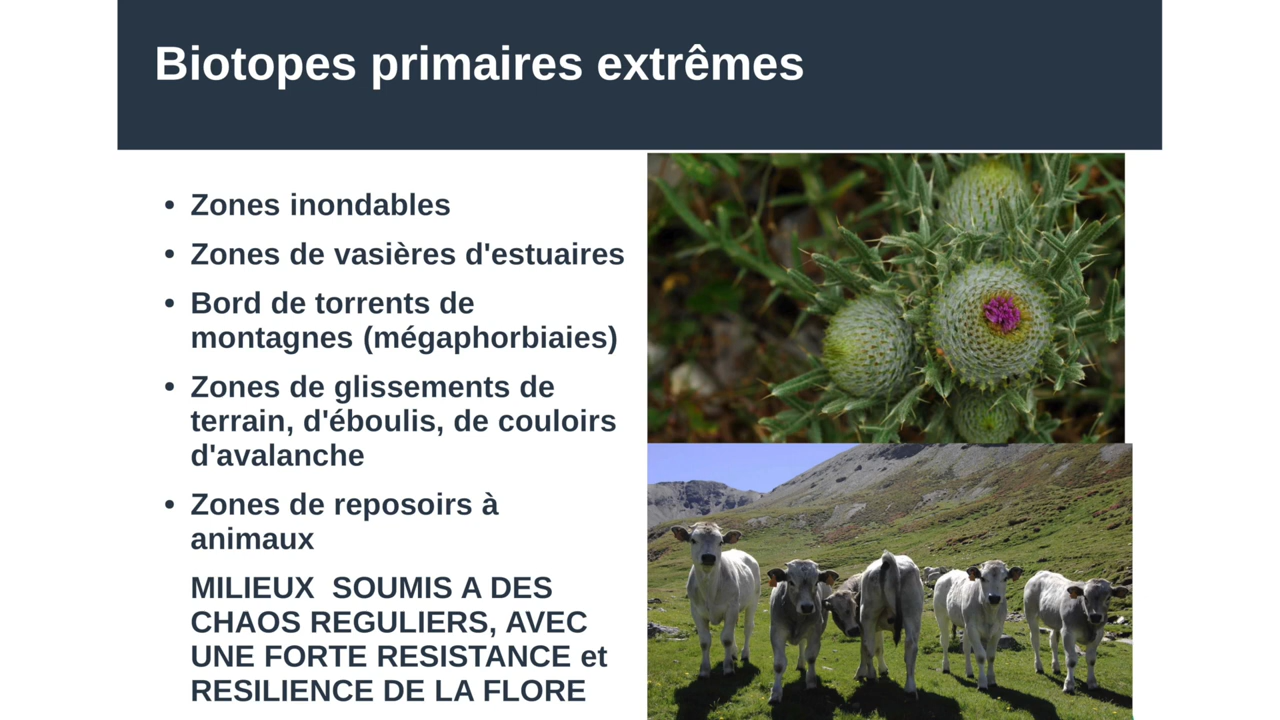 Biotopes primaires extrêmes
• Zones inondables
• Zones de vasières d'estuaires
• Bord de torrents de
montagnes (mégaphorbiaies)
• Zones de glissements de
terrain, d'éboulis, de couloirs
d'avalanche
• Zones de reposoirs à
animaux
MILIEUX  SOUMIS A DES
CHAOS REGULIERS, AVEC
UNE FORTE RESISTANCE et
RESILIENCE DE LA FLORE